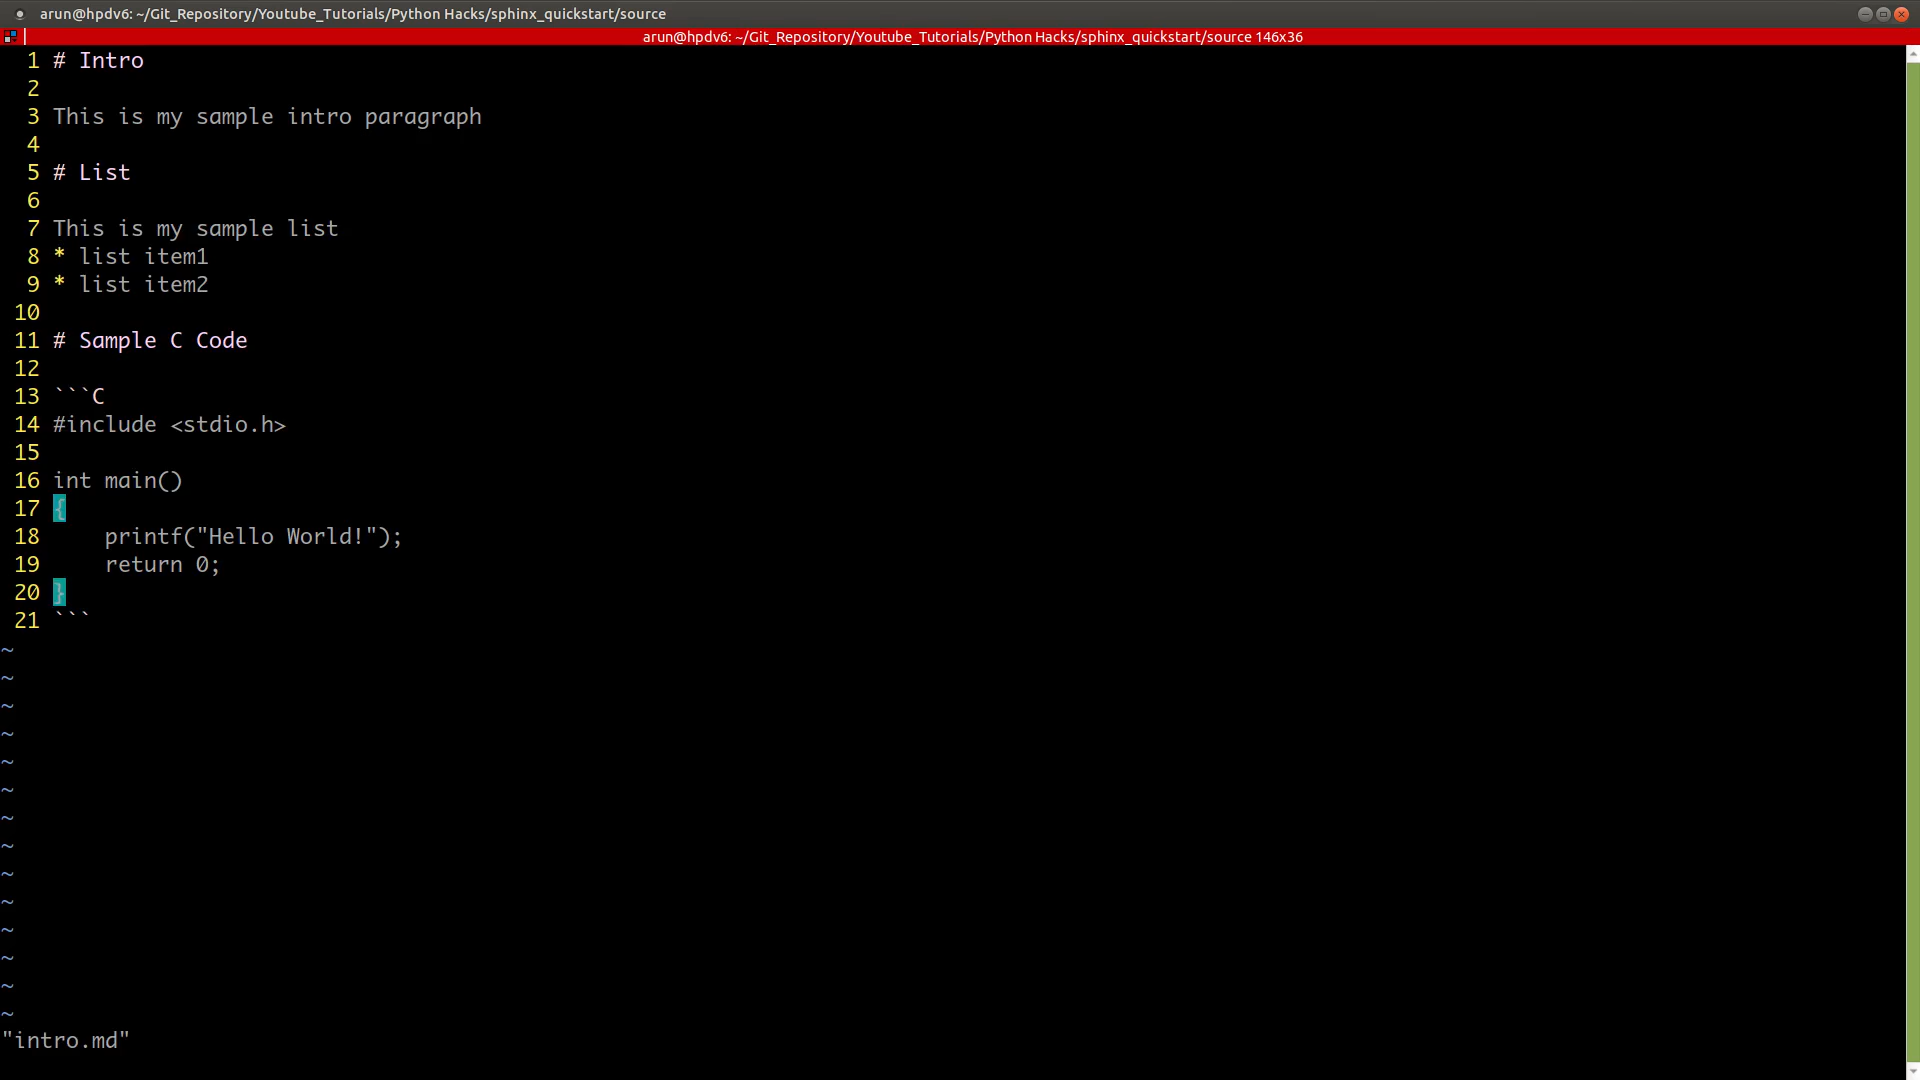 arun@hpdv6: ~/Git_Repository/Youtube_Tutorials/Python Hacks/sphinx_quickstart/source
arun@hpdv6: ~/Git_Repository/Youtube_Tutorials/Python Hacks/sphinx_quickstart/source 146x36
1 # Intro
2
3 This is my sample intro paragraph
4
5 # List
6
7 This is my sample list
8 * list item1
9 * list item2
10
11 # Sample C Code
12
13 ```C
14 #include <stdio.h>
15
16 int main()
17 {
18     printf("Hello World!");
19     return 0;
20 }
21 ```
~
~
~
~
~
~
~
~
~
~
~
~
~
~
"intro.md"